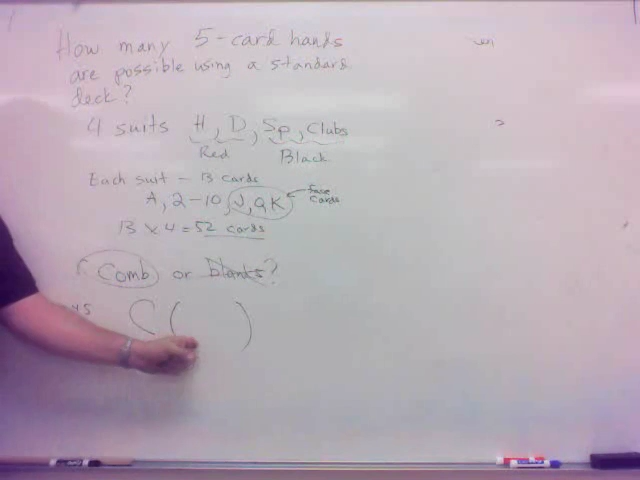 How many 5-card hands
are possible using a standard
deck?
4 suits H, D, Sp, Clubs
Red Black
Each suit - 13 cards
A, 2-10, J, Q K face cards
13 x 4 = 52 cards
Comb or blanks?
C ( )